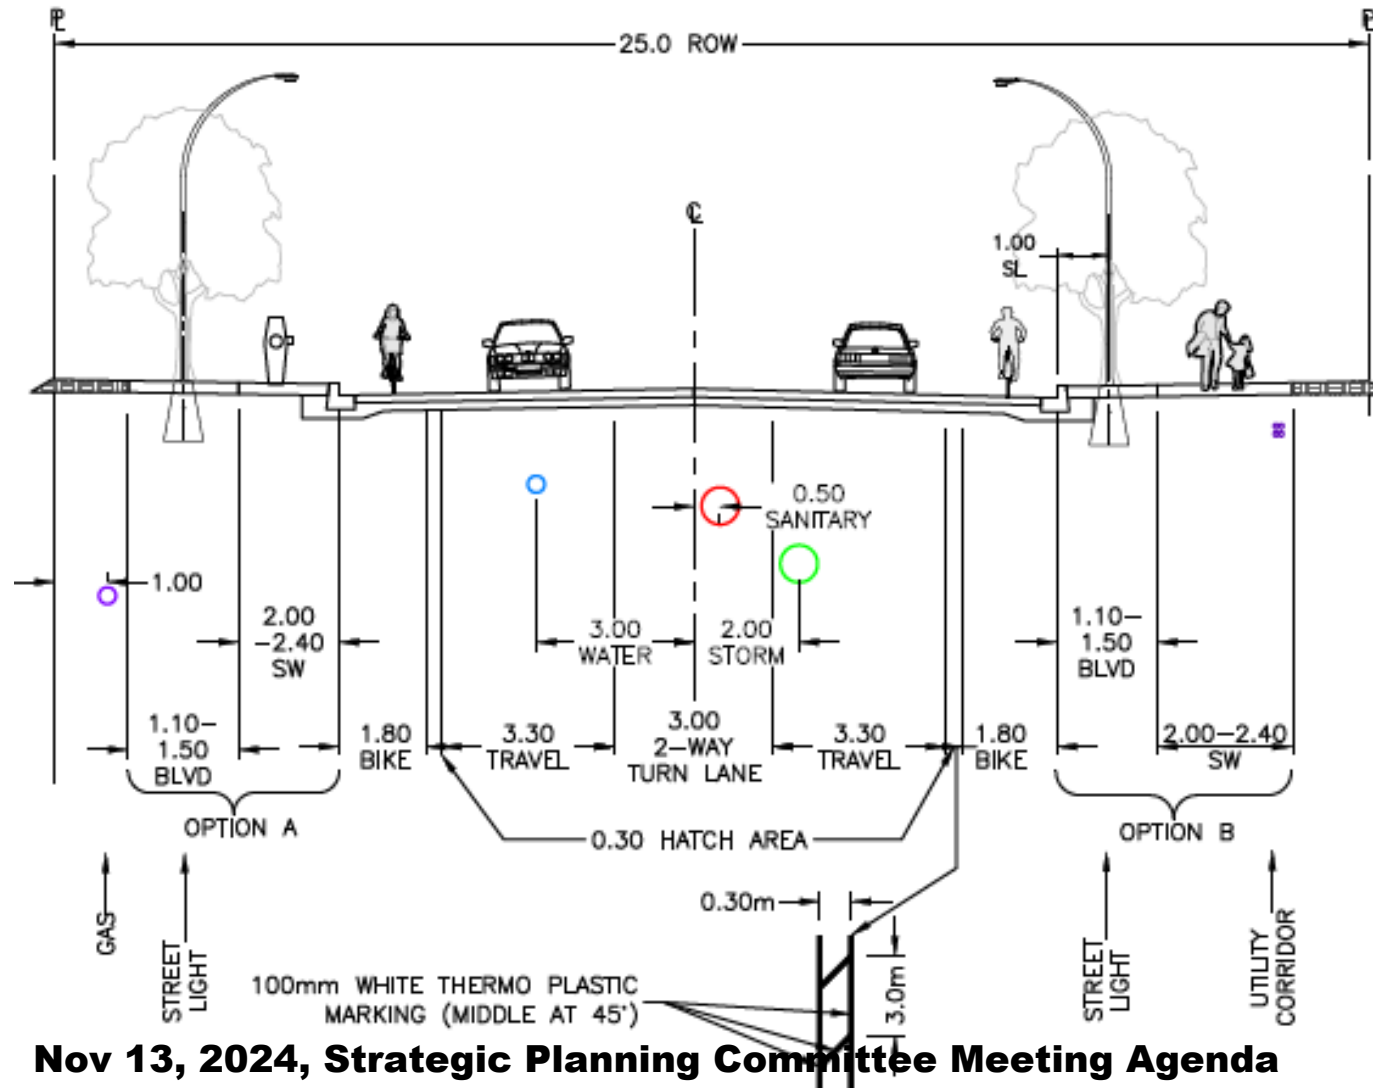 PL
PL
25.0 ROW
CL
1.00
SL
0.50
SANITARY
1.00
2.00
-2.40
SW
3.00
WATER
2.00
STORM
1.10-
1.50
BLVD
1.10-
1.50
BLVD
1.80
BIKE
3.30
TRAVEL
3.00
2-WAY
TURN LANE
3.30
TRAVEL
1.80
BIKE
2.00-2.40
SW
OPTION A
0.30 HATCH AREA
OPTION B
0.30m
GAS
STREET
LIGHT
3.0m
STREET
LIGHT
UTILITY
CORRIDOR
100mm WHITE THERMO PLASTIC
MARKING (MIDDLE AT 45°)
Nov 13, 2024, Strategic Planning Committee Meeting Agenda